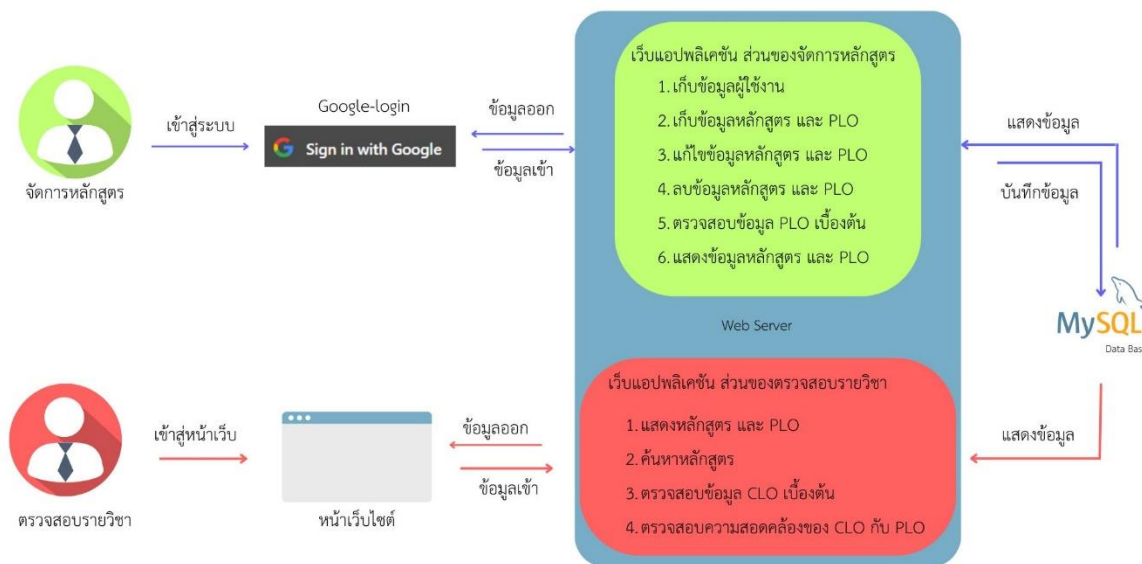 จัดการหลักสูตร
เข้าสู่ระบบ
Google-login
Sign in with Google
ข้อมูลออก
ข้อมูลเข้า
เว็บแอปพลิเคชัน ส่วนของจัดการหลักสูตร
1. เก็บข้อมูลผู้ใช้งาน
2. เก็บข้อมูลหลักสูตร และ PLO
3. แก้ไขข้อมูลหลักสูตร และ PLO
4. ลบข้อมูลหลักสูตร และ PLO
5. ตรวจสอบข้อมูล PLO เบื้องต้น
6. แสดงข้อมูลหลักสูตร และ PLO
แสดงข้อมูล
บันทึกข้อมูล
Web Server
MySQL
Data Bas
ตรวจสอบรายวิชา
เข้าสู่หน้าเว็บ
หน้าเว็บไซต์
ข้อมูลออก
ข้อมูลเข้า
เว็บแอปพลิเคชัน ส่วนของตรวจสอบรายวิชา
1. แสดงหลักสูตร และ PLO
2. ค้นหาหลักสูตร
3. ตรวจสอบข้อมูล CLO เบื้องต้น
4. ตรวจสอบความสอดคล้องของ CLO กับ PLO
แสดงข้อมูล